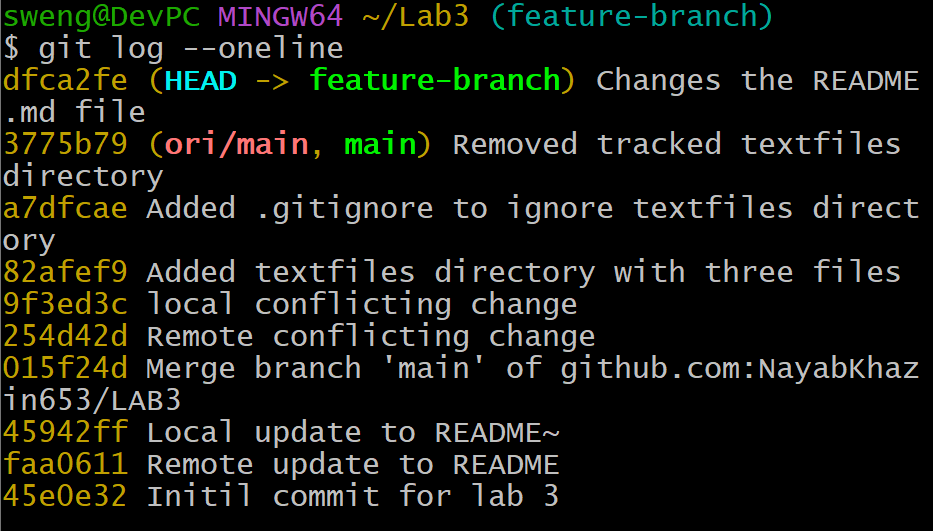 sweng@DevPC MINGW64 ~/Lab3 (feature-branch)
$ git log --oneline
dfca2fe (HEAD -> feature-branch) Changes the README
.md file
3775b79 (ori/main, main) Removed tracked textfiles
directory
a7dfcae Added .gitignore to ignore textfiles direct
ory
82afef9 Added textfiles directory with three files
9f3ed3c local conflicting change
254d42d Remote conflicting change
015f24d Merge branch 'main' of github.com:NayabKhaz
in653/LAB3
45942ff Local update to README~
faa0611 Remote update to README
45e0e32 Initil commit for lab 3